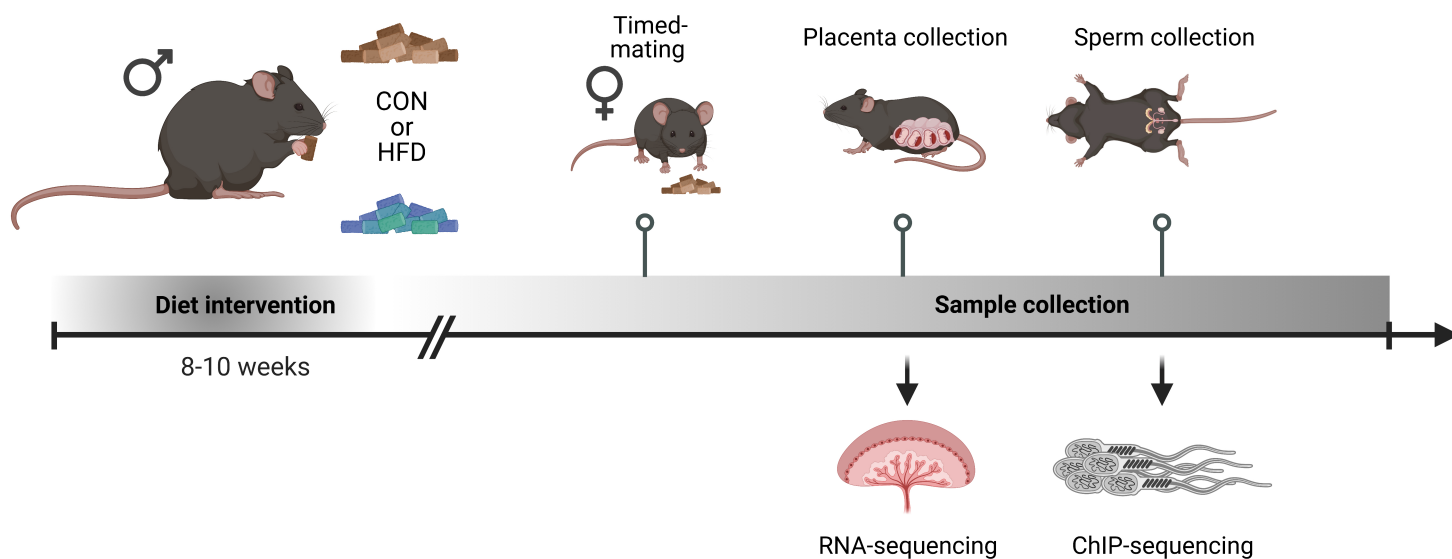 Timed-
mating
Placenta collection
Sperm collection
CON
or
HFD
Diet intervention
Sample collection
8-10 weeks
RNA-sequencing
ChIP-sequencing